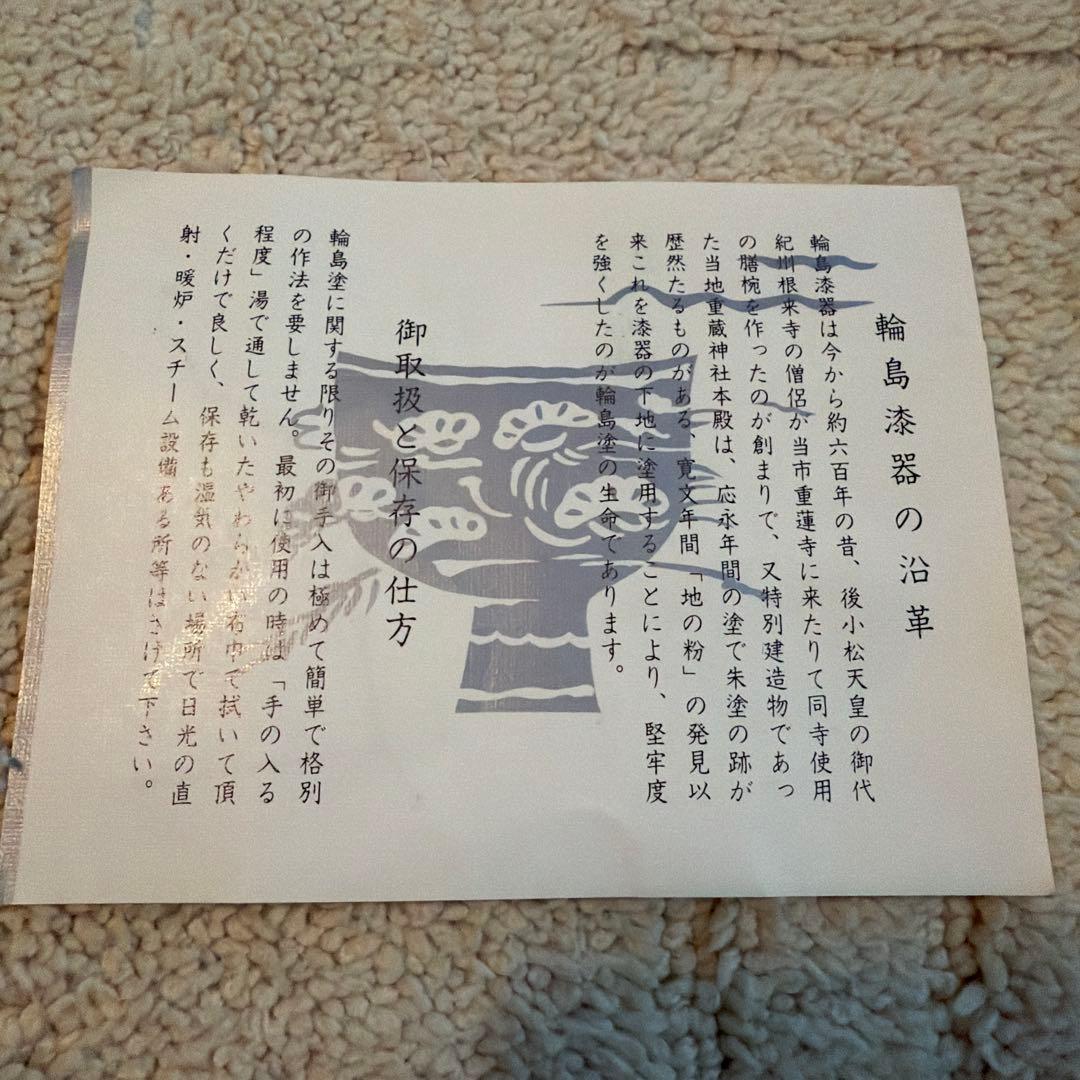 輪島漆器の沿革
輪島漆器は今から約六百年の昔、後小松天皇の御代
紀州根来寺の僧侶が当市重蓮寺に来たりて同寺使用
の膳椀を作ったのが創まりで、又特別建造物であっ
た当地重蔵神社本殿は、応永年間の塗で朱塗の跡が
歴然たるものがある、寛文年間「地の粉」の発見以
来これを漆器の下地に塗用することにより、堅牢度
を強くしたのが輪島塗の生命であります。
御取扱と保存の仕方
輪島塗に関する限りその御手入は極めて簡単で格別
の作法を要しません。最初に使用の時は「手の入る
程度」湯で通して乾いたやわらかい布巾で拭いて頂
くだけで良しく、保存も湿気のない場所で日光の直
射・暖炉・スチーム設備ある所等はさけて下さい。